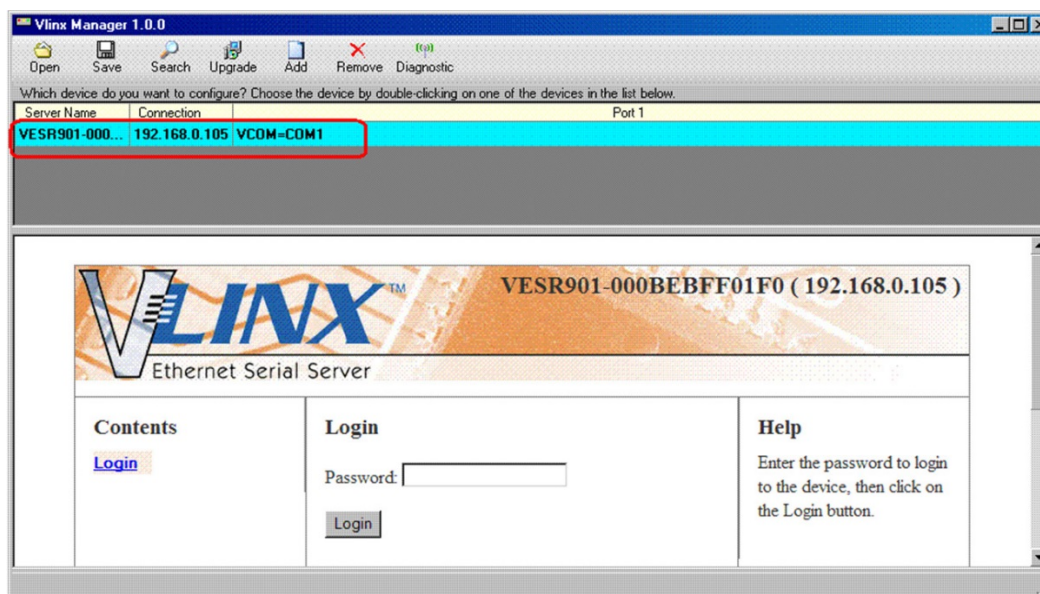 Vlinx Manager 1.0.0
Open Save Search Upgrade Add Remove Diagnostic
Which device do you want to configure? Choose the device by double-clicking on one of the devices in the list below.
Server Name Connection Port 1
VESR901-000... 192.168.0.105 VCOM=COM1
VESR901-000BEBFF01F0 ( 192.168.0.105 )
VLINX TM
Ethernet Serial Server
Contents
Login
Login
Password:
Login
Help
Enter the password to login
to the device, then click on
the Login button.